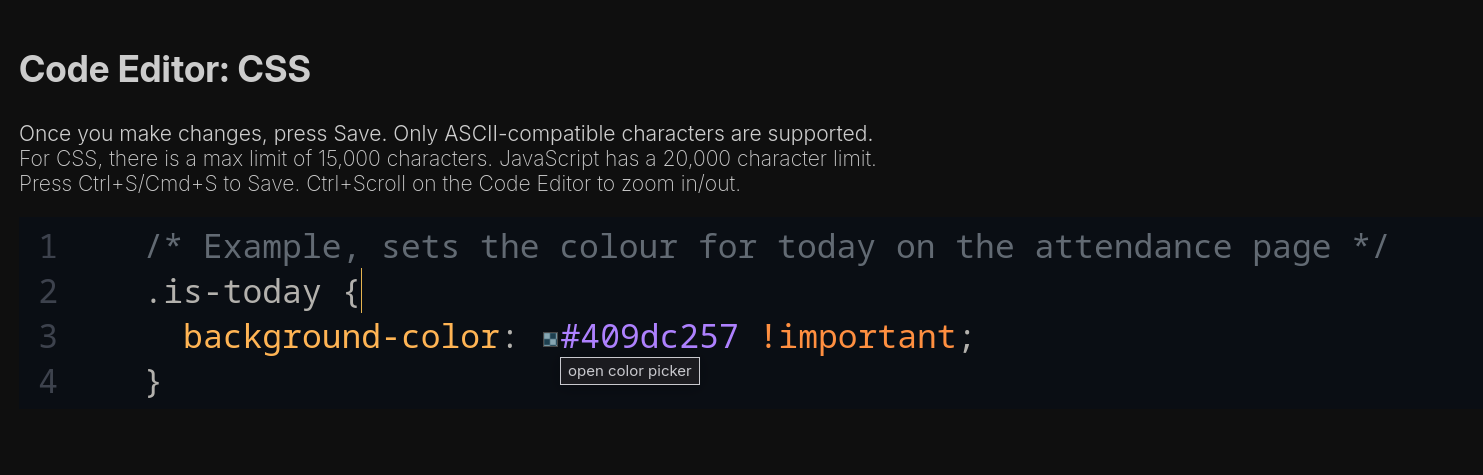 Code Editor: CSS
Once you make changes, press Save. Only ASCII-compatible characters are supported.
For CSS, there is a max limit of 15,000 characters. JavaScript has a 20,000 character limit.
Press Ctrl+S/Cmd+S to Save. Ctrl+Scroll on the Code Editor to zoom in/out.
1 /* Example, sets the colour for today on the attendance page */
2 .is-today {
3 background-color: #409dc257 !important;
open color picker
4 }